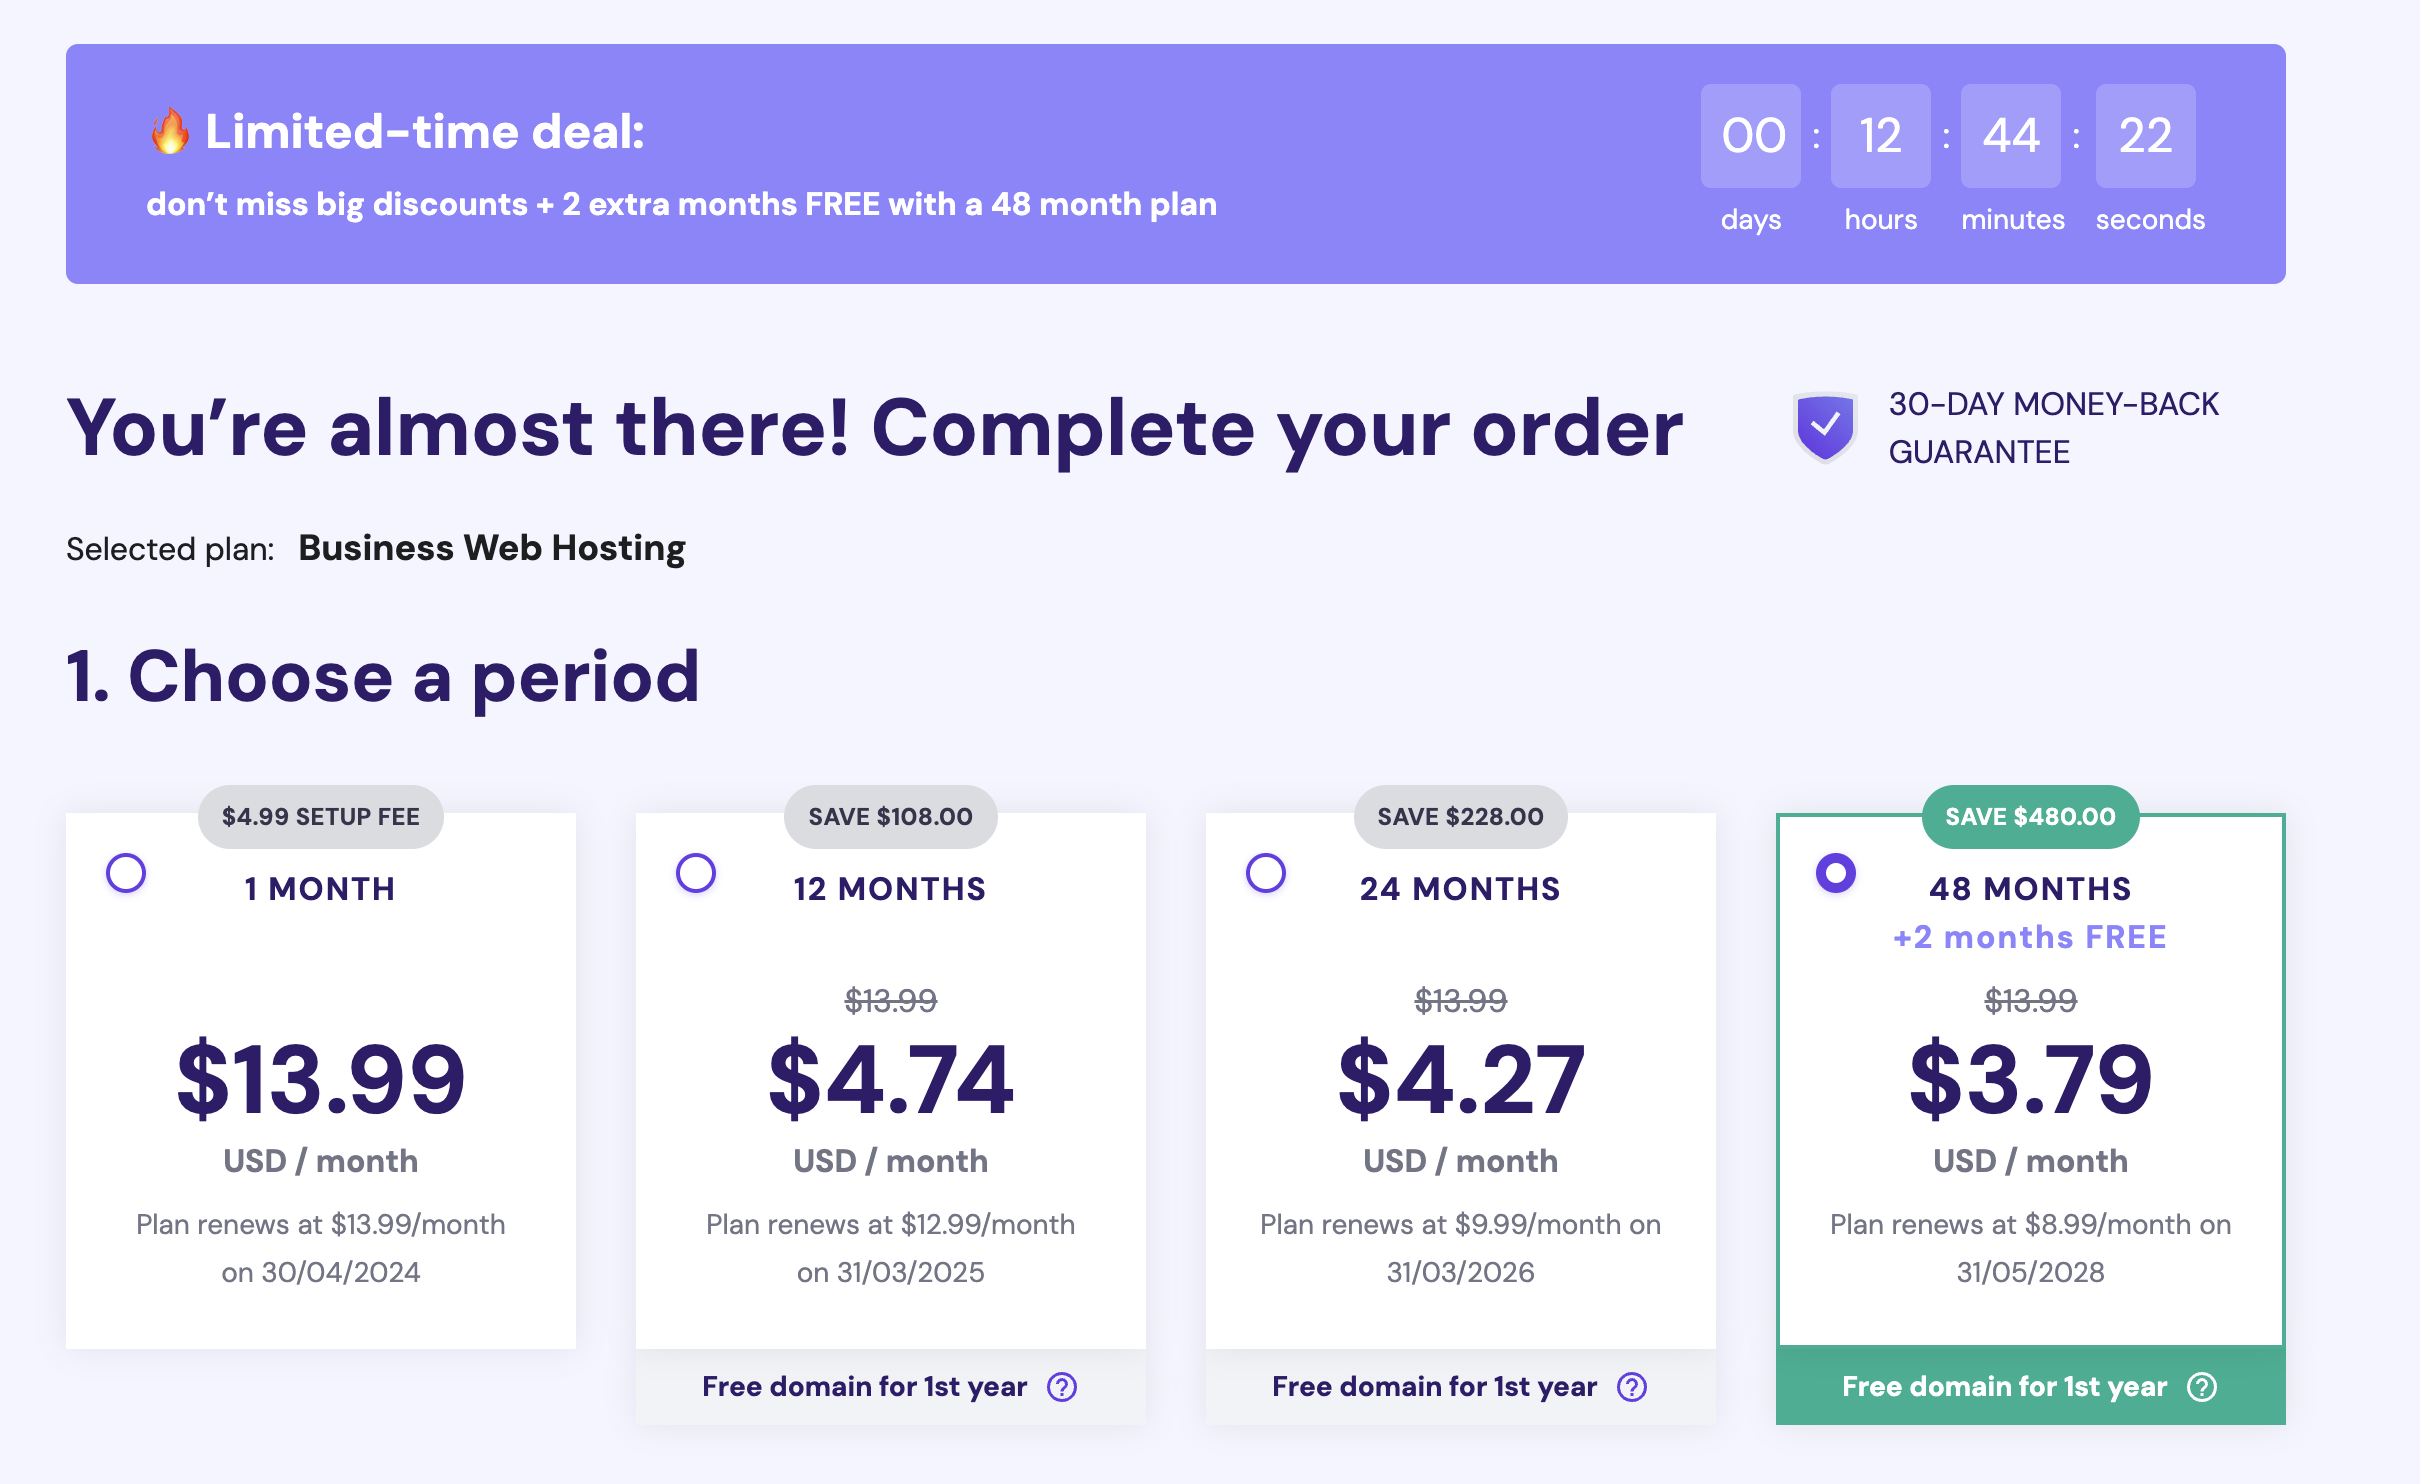 🔥 Limited-time deal:
don’t miss big discounts + 2 extra months FREE with a 48 month plan
00 : 12 : 44 : 22
days hours minutes seconds
You’re almost there! Complete your order
30-DAY MONEY-BACK
GUARANTEE
Selected plan: Business Web Hosting
1. Choose a period
$4.99 SETUP FEE
1 MONTH
$13.99
USD / month
Plan renews at $13.99/month
on 30/04/2024
SAVE $108.00
12 MONTHS
$13.99
$4.74
USD / month
Plan renews at $12.99/month
on 31/03/2025
Free domain for 1st year
SAVE $228.00
24 MONTHS
$13.99
$4.27
USD / month
Plan renews at $9.99/month on
31/03/2026
Free domain for 1st year
SAVE $480.00
48 MONTHS
+2 months FREE
$13.99
$3.79
USD / month
Plan renews at $8.99/month on
31/05/2028
Free domain for 1st year